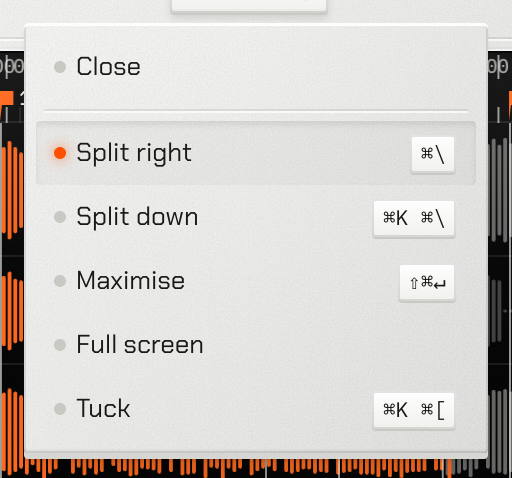 Close
Split right ⌘\
Split down ⌘K ⌘\
Maximise ⇧⌘↵
Full screen
Tuck ⌘K ⌘[